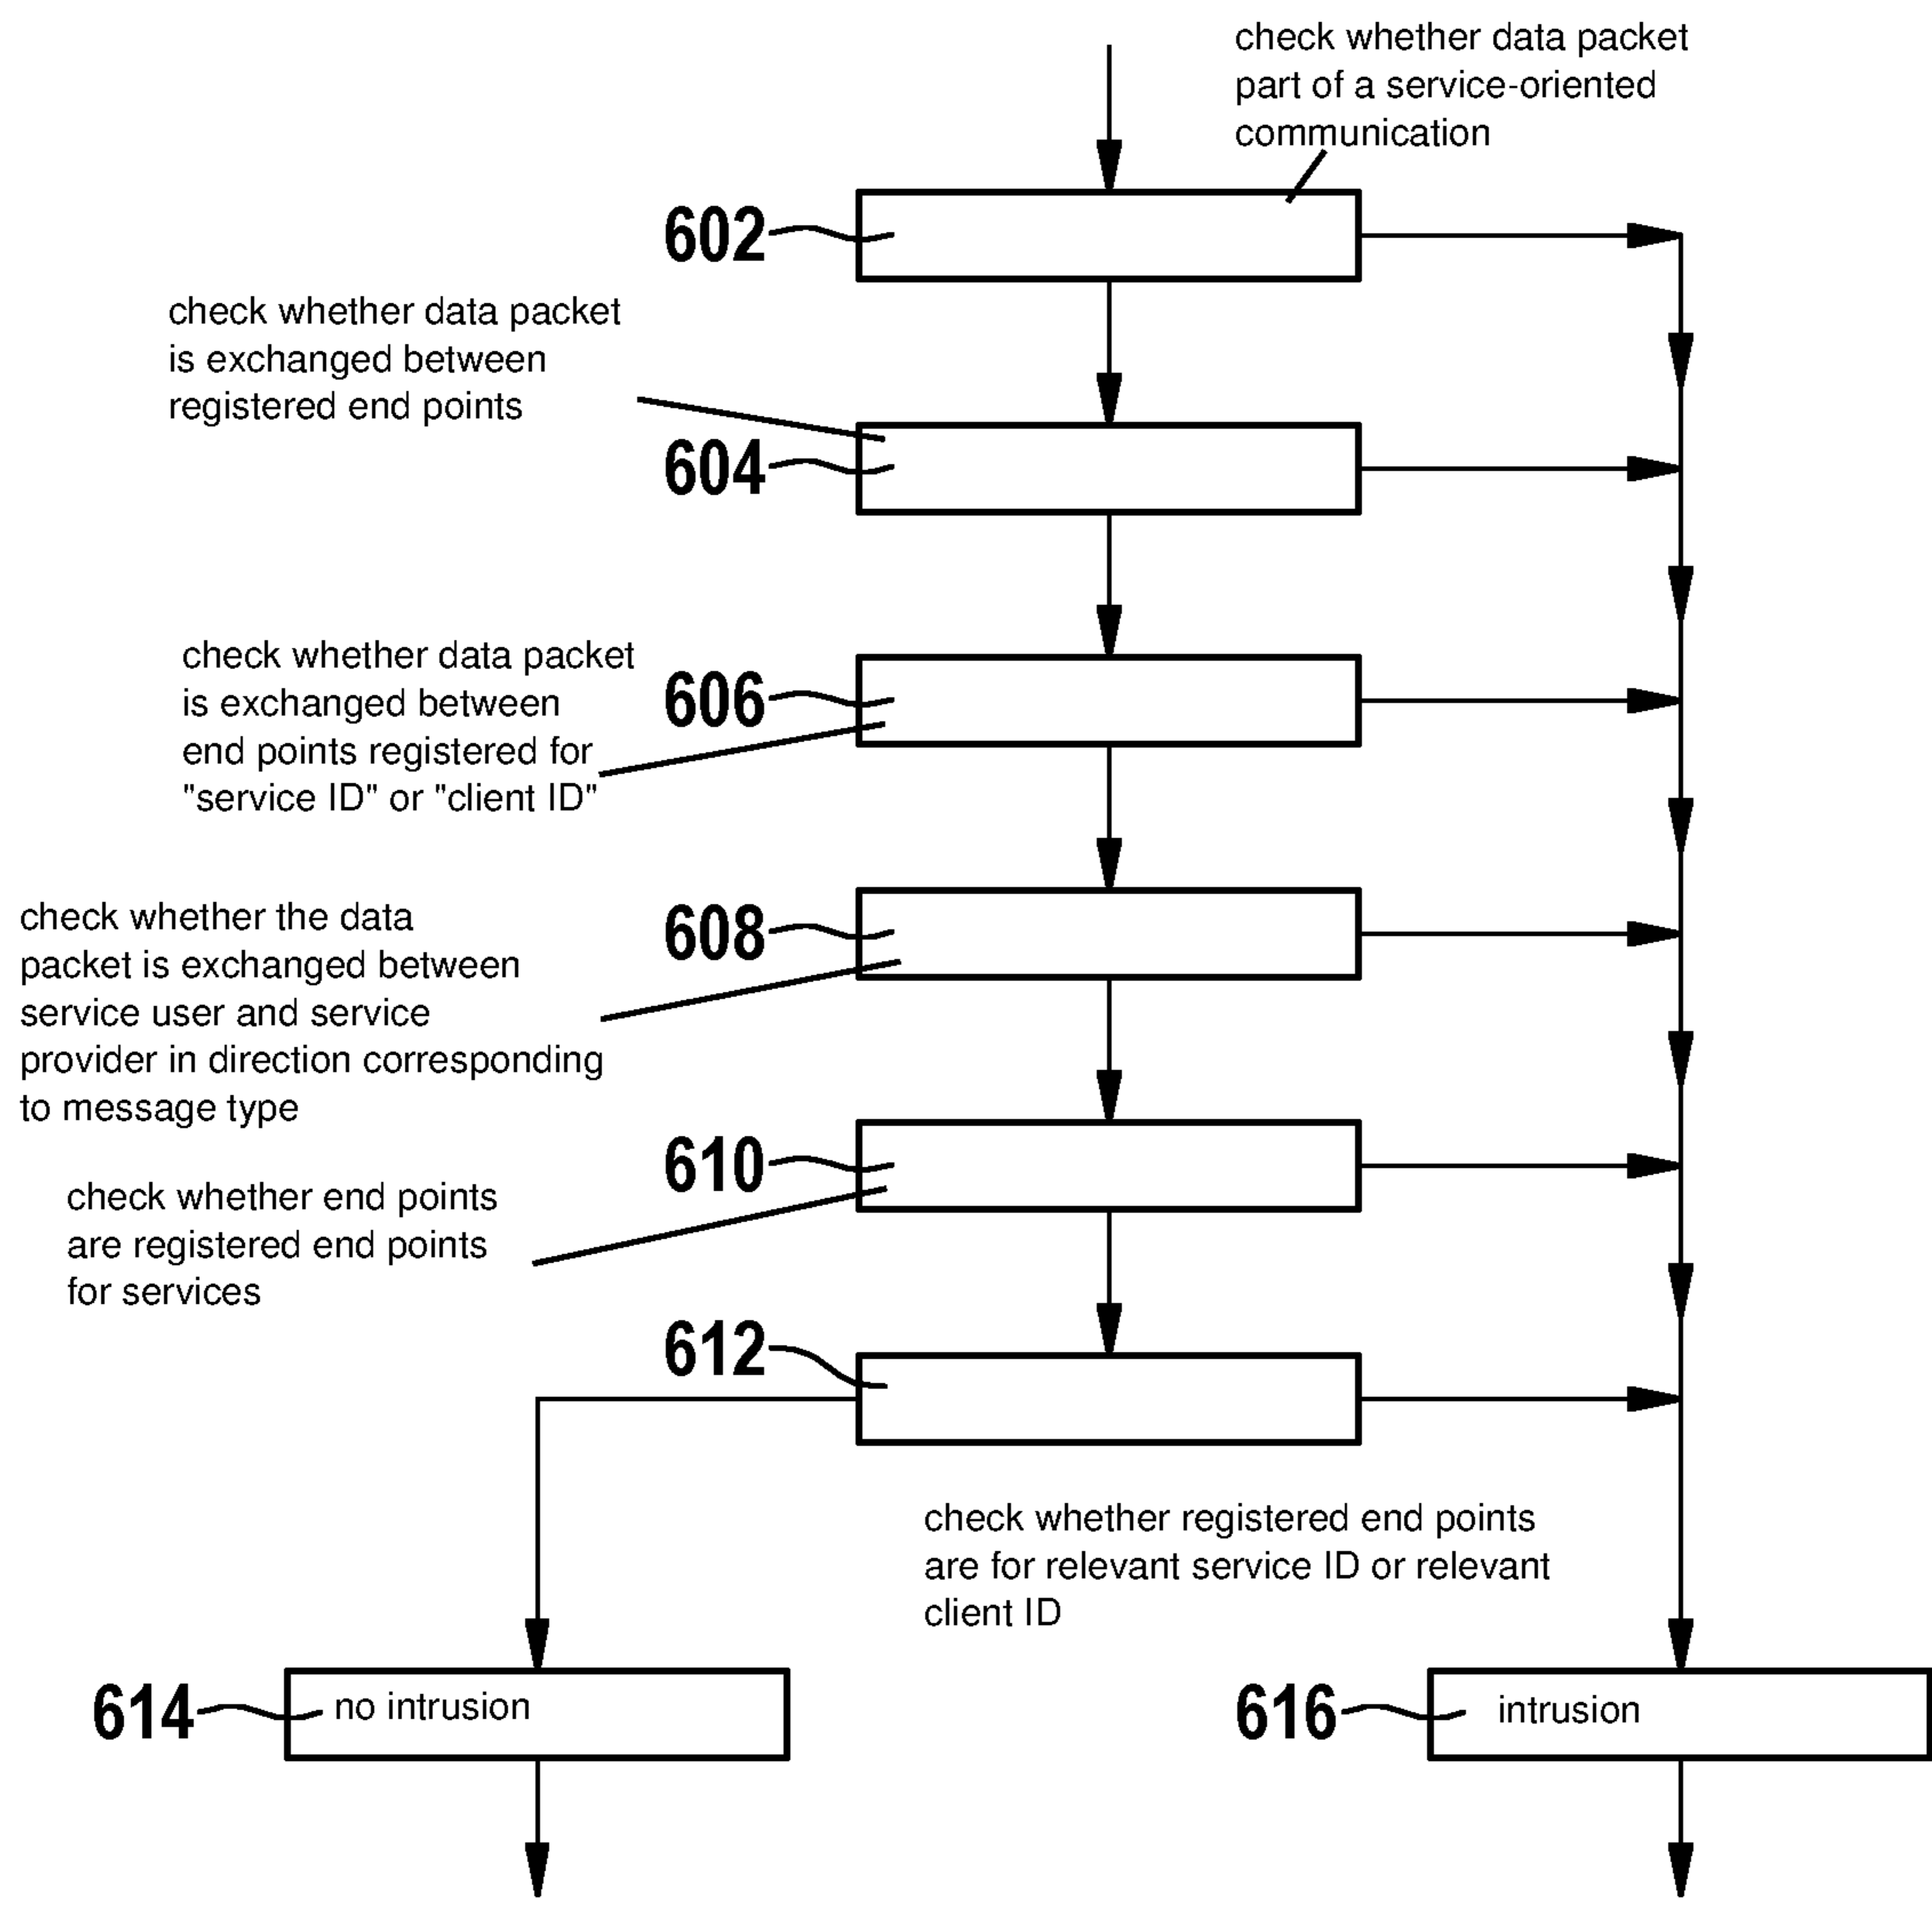 check whether data packet
part of a service-oriented
communication
602
check whether data packet
is exchanged between
registered end points
604
check whether data packet
is exchanged between
end points registered for
"service ID" or "client ID"
606
check whether the data
packet is exchanged between
service user and service
provider in direction corresponding
to message type
608
610
check whether end points
are registered end points
for services
612
check whether registered end points
are for relevant service ID or relevant
client ID
614
no intrusion
616
intrusion